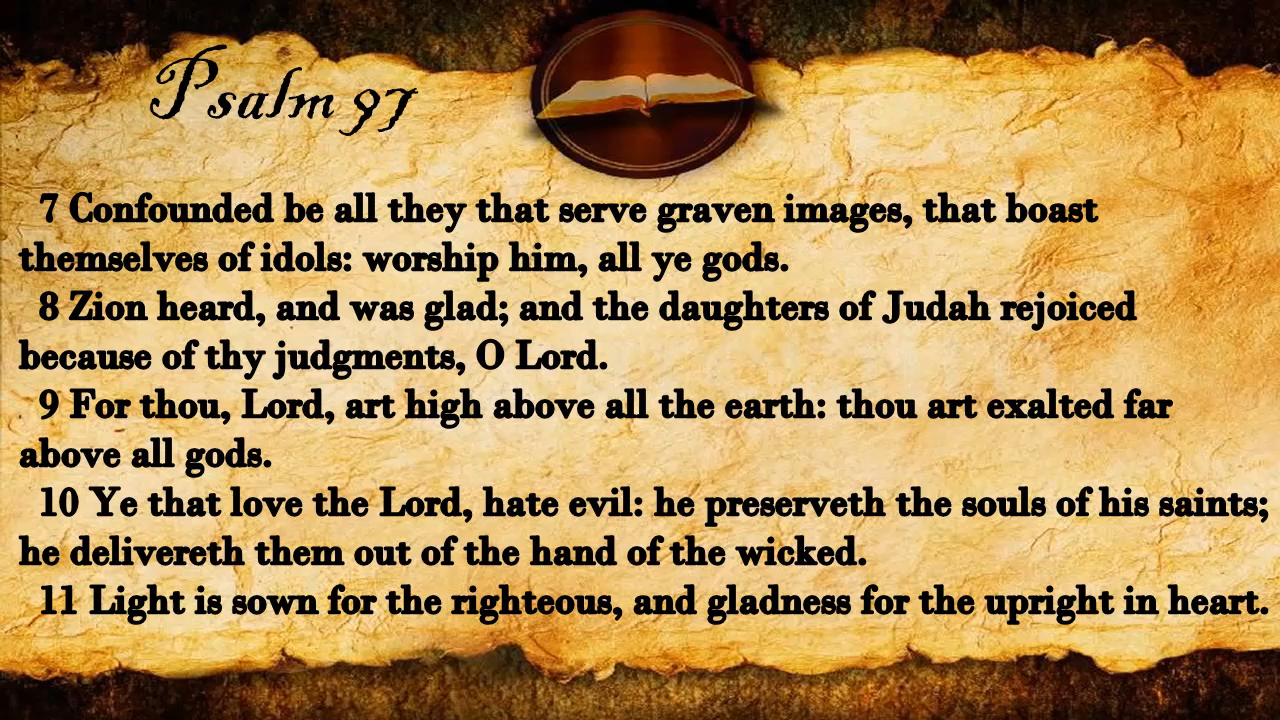 Psalm 97
7 Confounded be all they that serve graven images, that boast
themselves of idols: worship him, all ye gods.
8 Zion heard, and was glad; and the daughters of Judah rejoiced
because of thy judgments, O Lord.
9 For thou, Lord, art high above all the earth: thou art exalted far
above all gods.
10 Ye that love the Lord, hate evil: he preserveth the souls of his saints;
he delivereth them out of the hand of the wicked.
11 Light is sown for the righteous, and gladness for the upright in heart.